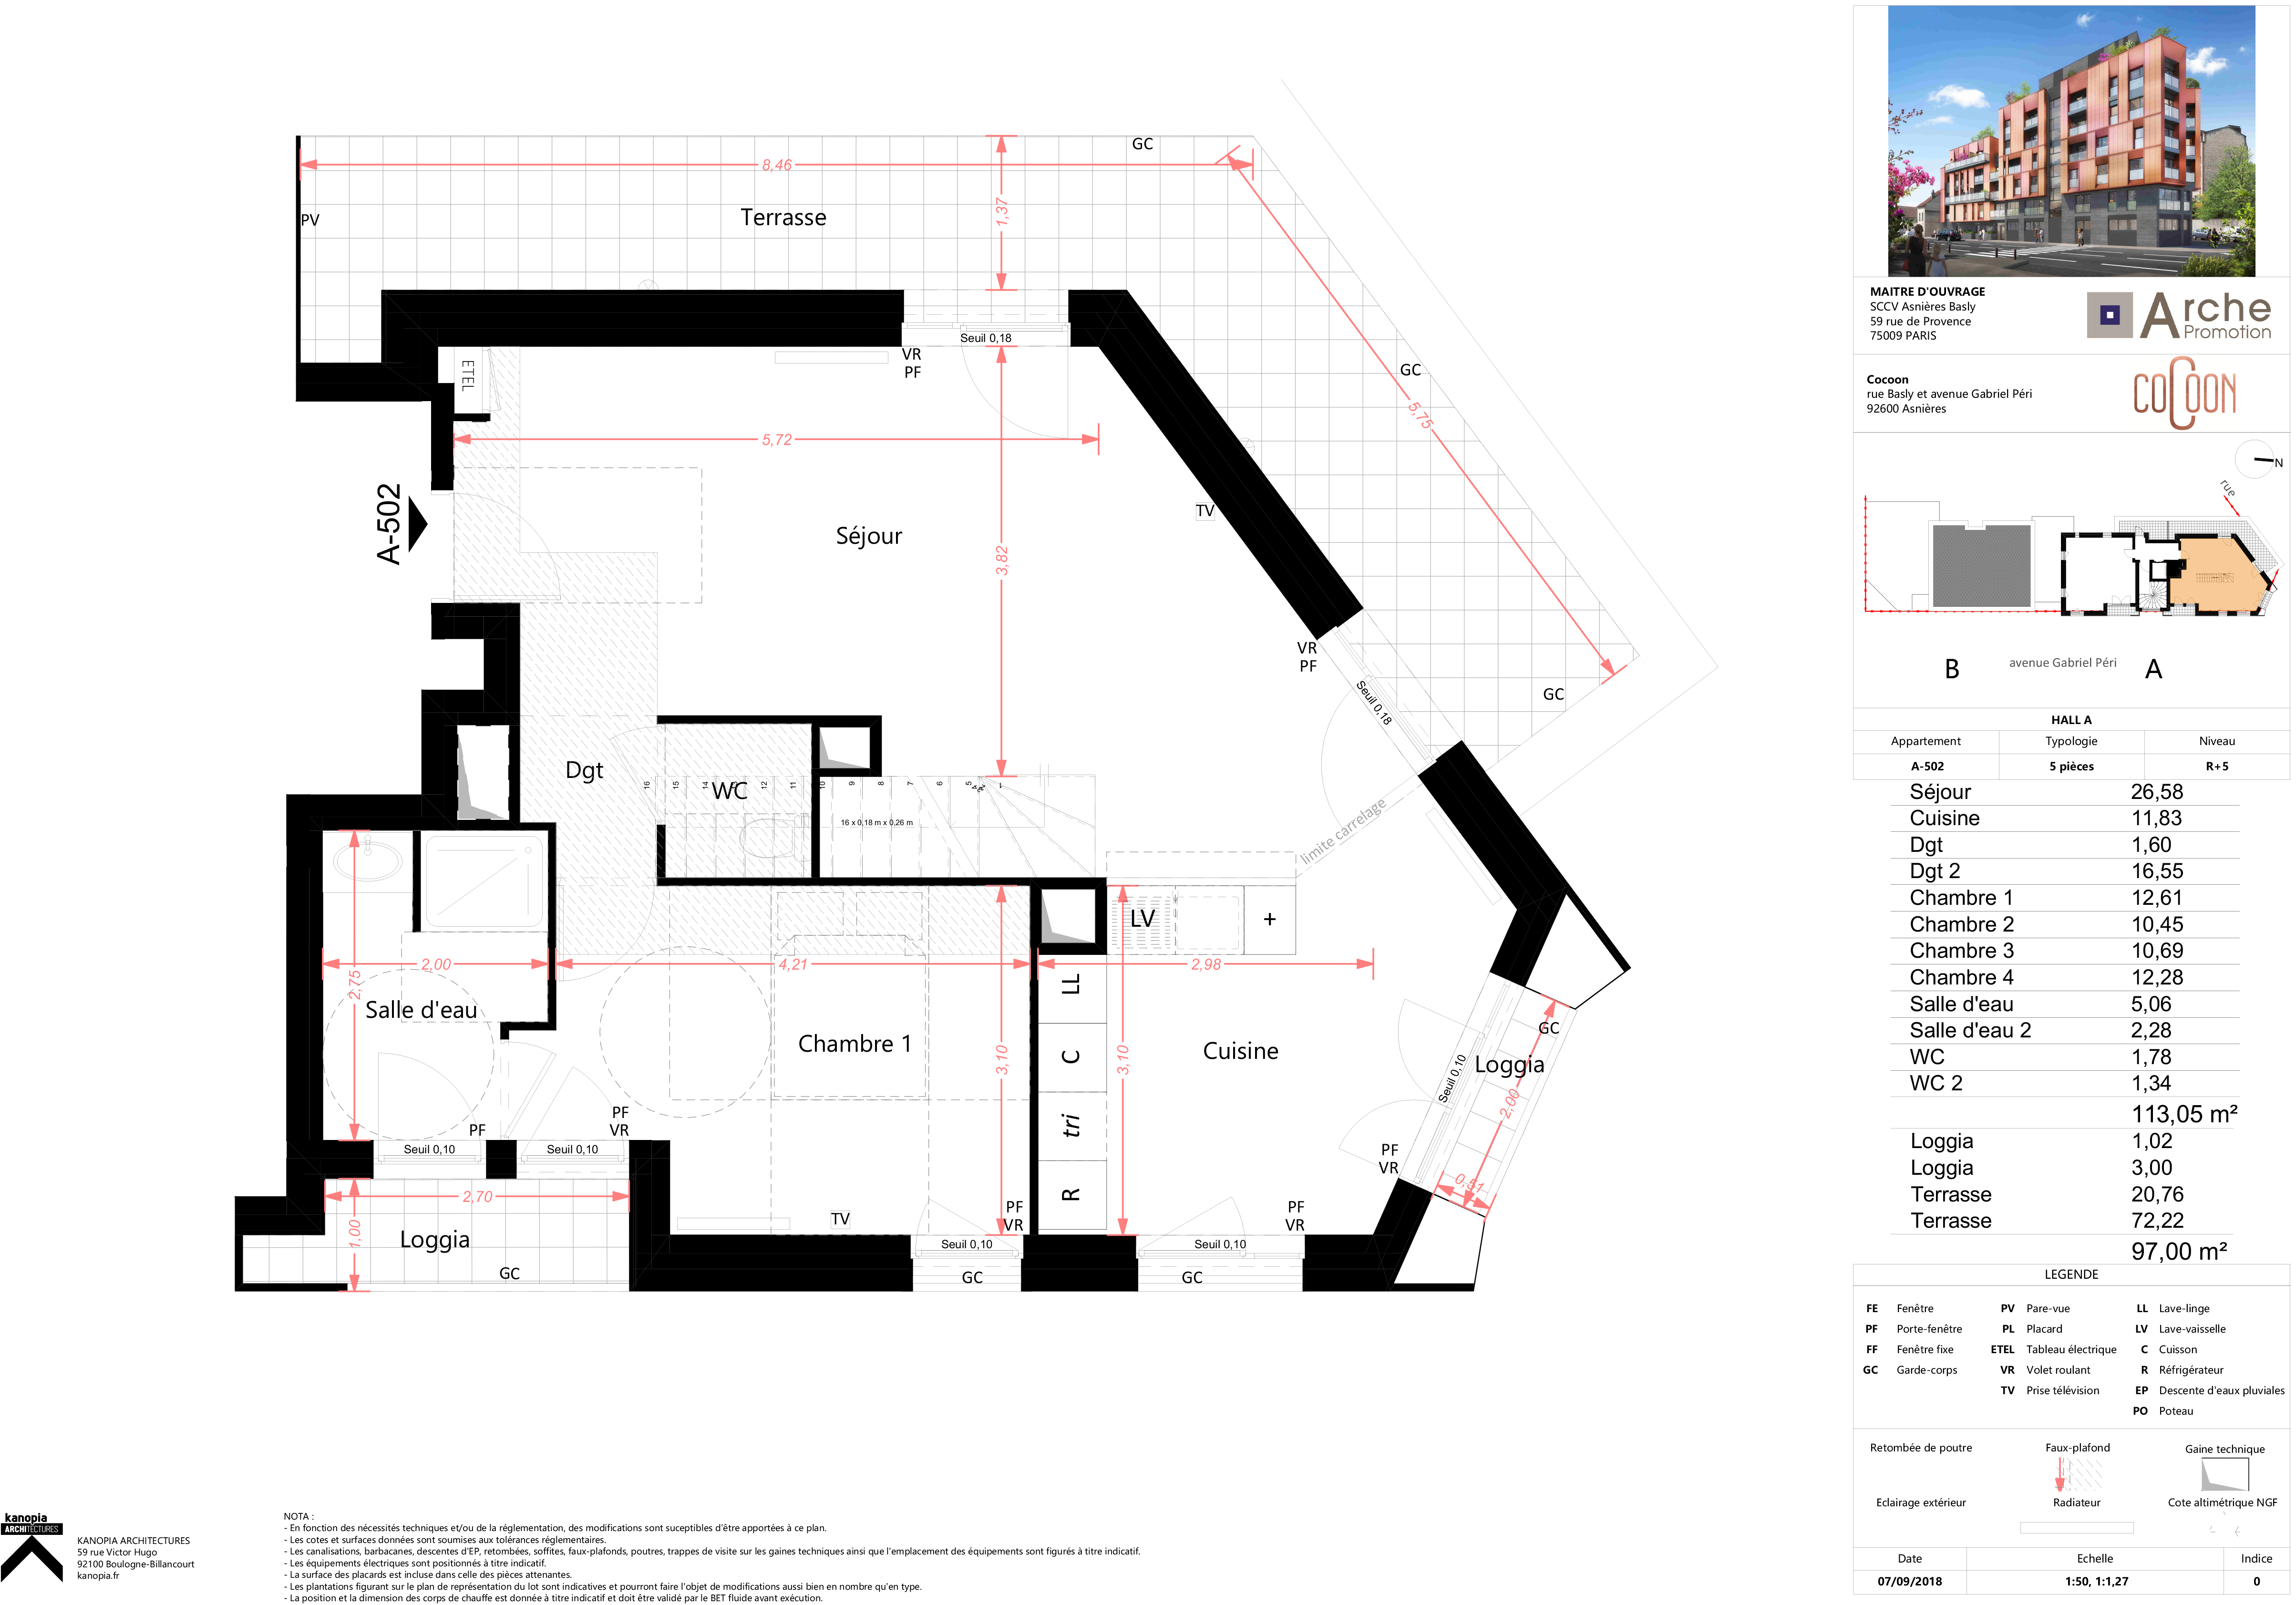 GC
8,46
1,37
PV
Terrasse
Seuil 0,18
VR
PF
ETEL
GC
5,75
5,72
A-502
Séjour
TV
3,82
VR
PF
Seuil 0,18
GC
Dgt
WC
16
15
14
12
11
10
9
8
7
6
5
1
16 x 0,18 m x 0,26 m
limite carrelage
LV
+
2,00
2,75
4,21
2,98
LL
Salle d'eau
Chambre 1
3,10
3,10
C
Cuisine
GC
Loggia
Seuil 0,10
2,00
0,51
tri
R
PF
PF
VR
PF
VR
Seuil 0,10
Seuil 0,10
2,70
1,00
Loggia
GC
TV
PF
VR
PF
VR
Seuil 0,10
Seuil 0,10
GC
GC
MAITRE D'OUVRAGE
SCCV Asnières Basly
59 rue de Provence
75009 PARIS
Arche
Promotion
Cocoon
rue Basly et avenue Gabriel Péri
92600 Asnières
COCOON
N
rue
B
avenue Gabriel Péri
A
HALL A
Appartement Typologie Niveau
A-502 5 pièces R+5
Séjour 26,58
Cuisine 11,83
Dgt 1,60
Dgt 2 16,55
Chambre 1 12,61
Chambre 2 10,45
Chambre 3 10,69
Chambre 4 12,28
Salle d'eau 5,06
Salle d'eau 2 2,28
WC 1,78
WC 2 1,34
113,05 m²
Loggia 1,02
Loggia 3,00
Terrasse 20,76
Terrasse 72,22
97,00 m²
LEGENDE
FE Fenêtre PV Pare-vue LL Lave-linge
PF Porte-fenêtre PL Placard LV Lave-vaisselle
FF Fenêtre fixe ETEL Tableau électrique C Cuisson
GC Garde-corps VR Volet roulant R Réfrigérateur
TV Prise télévision EP Descente d'eaux pluviales
PO Poteau
Retombée de poutre Faux-plafond Gaine technique
Eclairage extérieur Radiateur Cote altimétrique NGF
Date Echelle Indice
07/09/2018 1:50, 1:1,27 0
kanopia
ARCHITECTURES
KANOPIA ARCHITECTURES
59 rue Victor Hugo
92100 Boulogne-Billancourt
kanopia.fr
NOTA :
- En fonction des nécessités techniques et/ou de la réglementation, des modifications sont suceptibles d'être apportées à ce plan.
- Les cotes et surfaces données sont soumises aux tolérances réglementaires.
- Les canalisations, barbacanes, descentes d'EP, retombées, soffites, faux-plafonds, poutres, trappes de visite sur les gaines techniques ainsi que l'emplacement des équipements sont figurés à titre indicatif.
- Les équipements électriques sont positionnés à titre indicatif.
- La surface des placards est incluse dans celle des pièces attenantes.
- Les plantations figurant sur le plan de représentation du lot sont indicatives et pourront faire l'objet de modifications aussi bien en nombre qu'en type.
- La position et la dimension des corps de chauffe est donnée à titre indicatif et doit être validé par le BET fluide avant exécution.